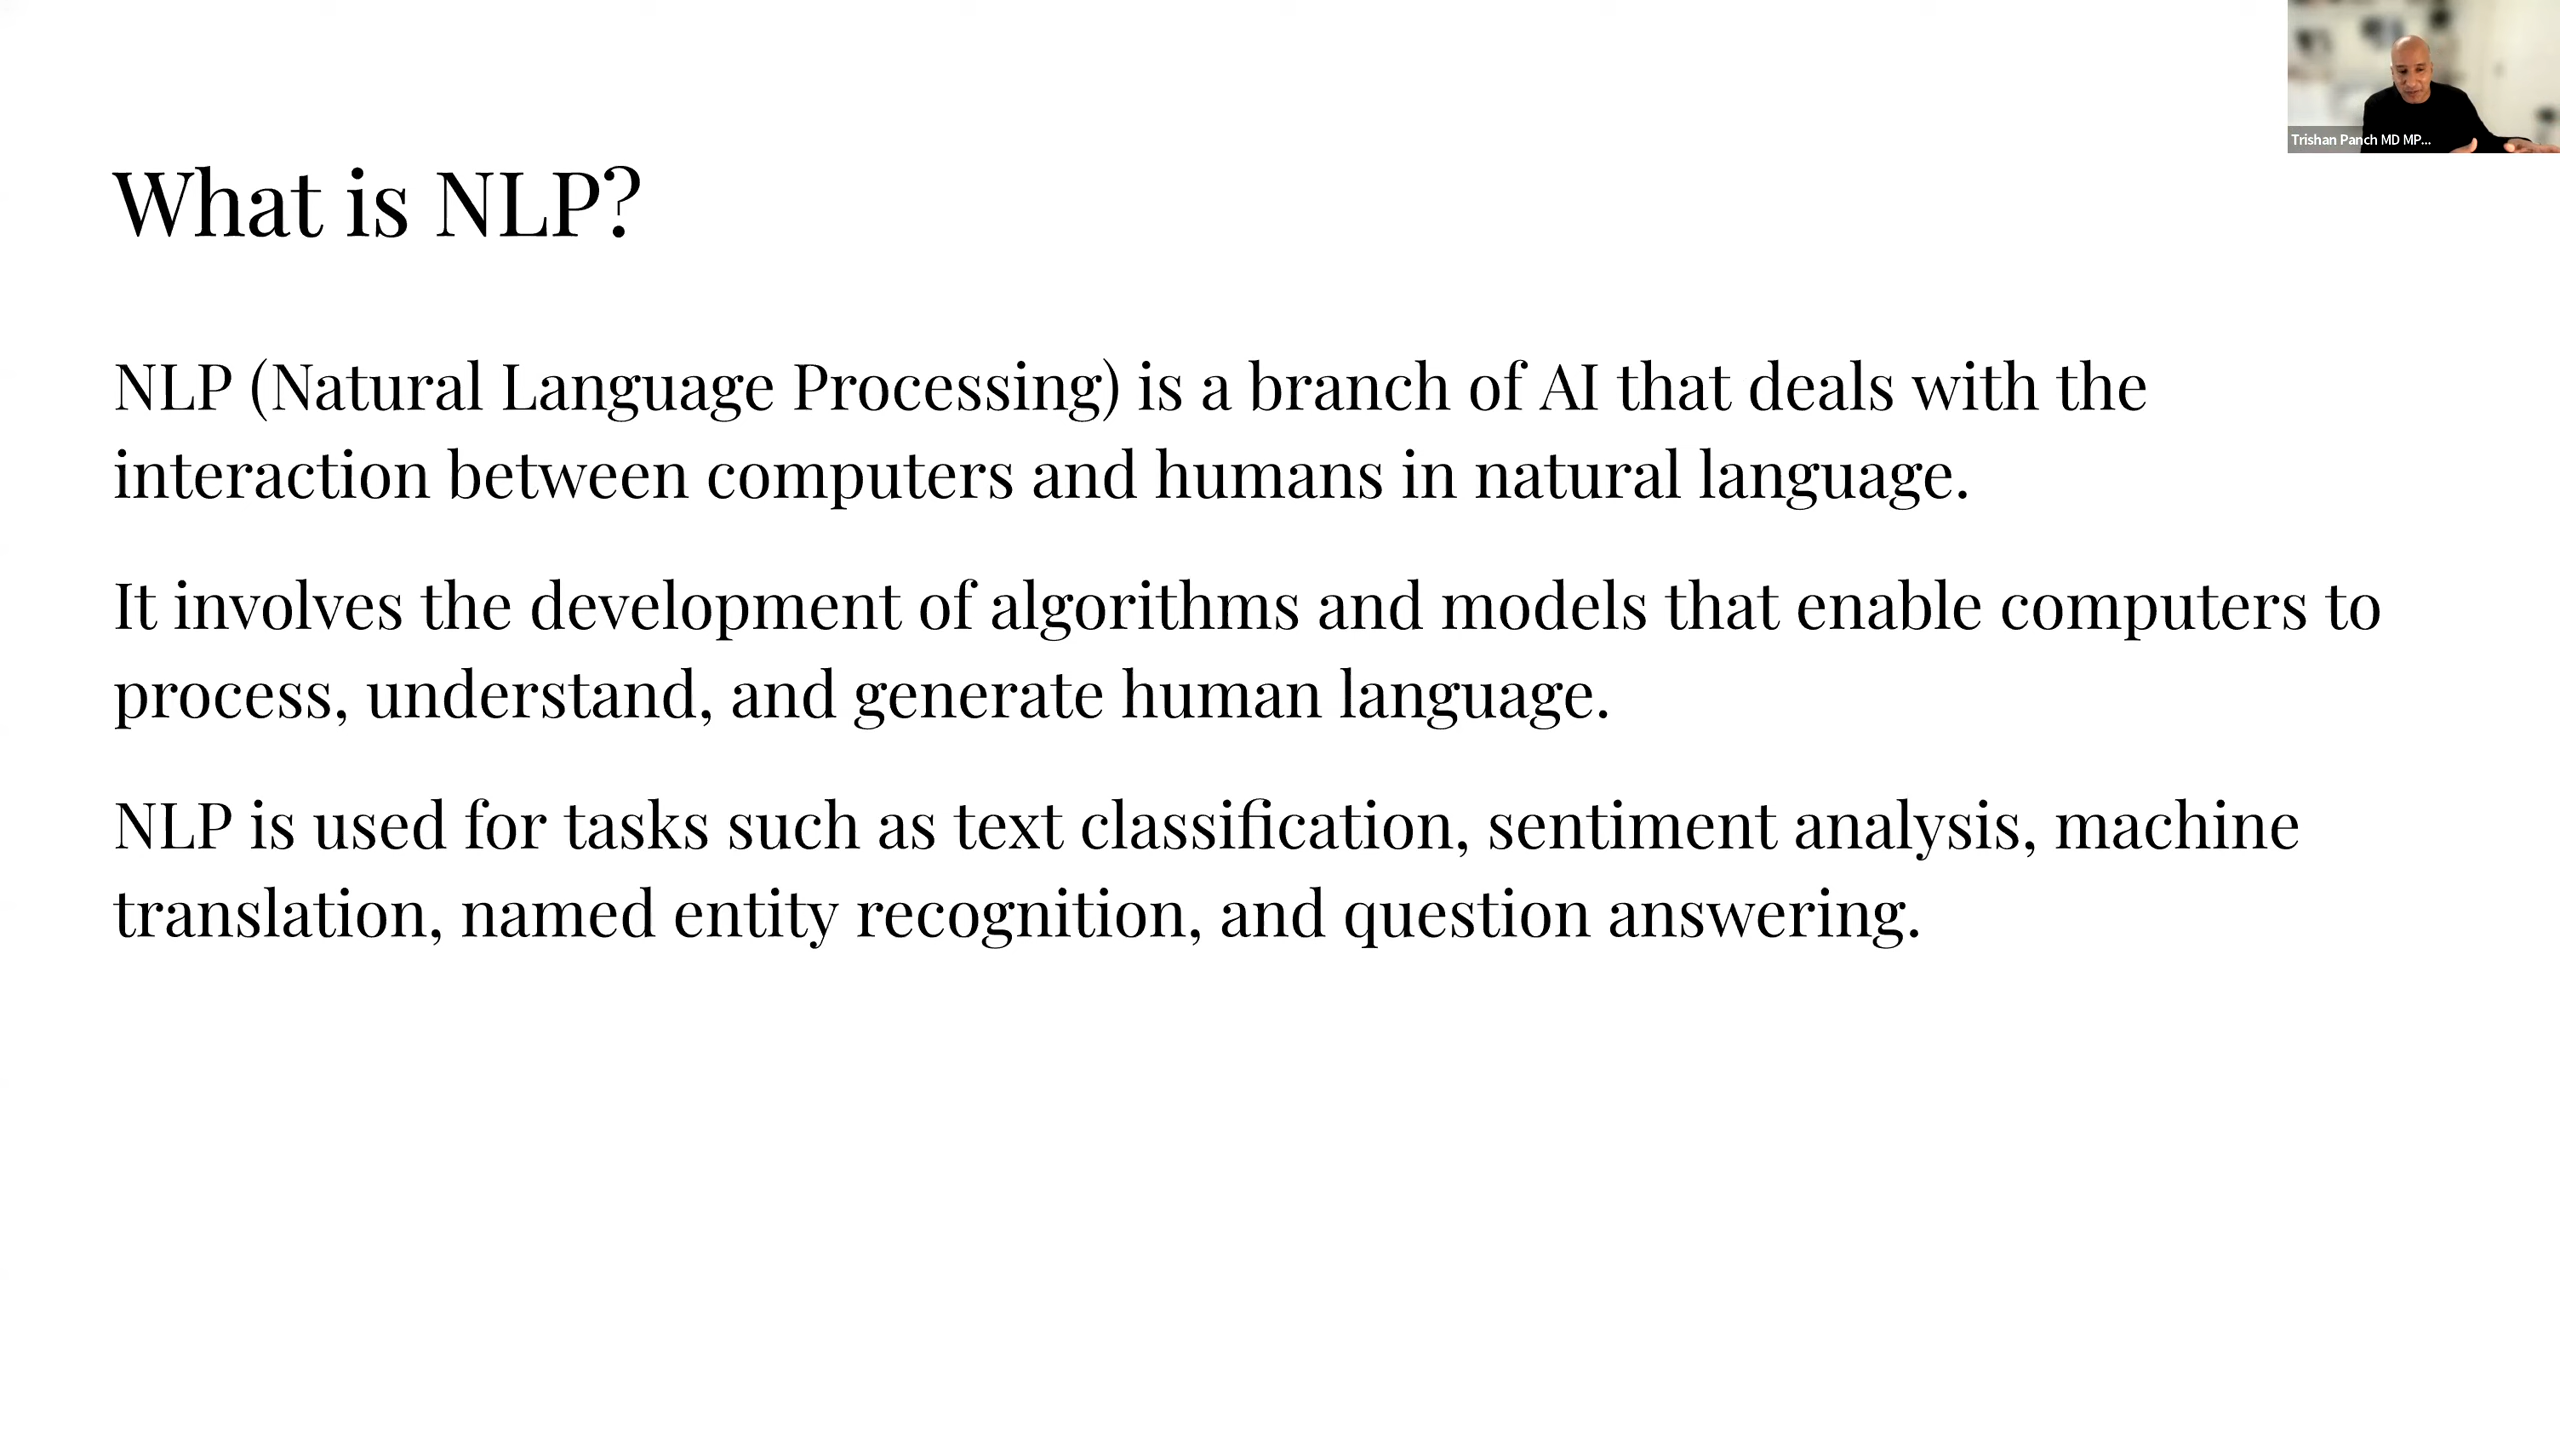 What is NLP?
NLP (Natural Language Processing) is a branch of AI that deals with the
interaction between computers and humans in natural language.
It involves the development of algorithms and models that enable computers to
process, understand, and generate human language.
NLP is used for tasks such as text classification, sentiment analysis, machine
translation, named entity recognition, and question answering.
Trishan Panch MD MP...